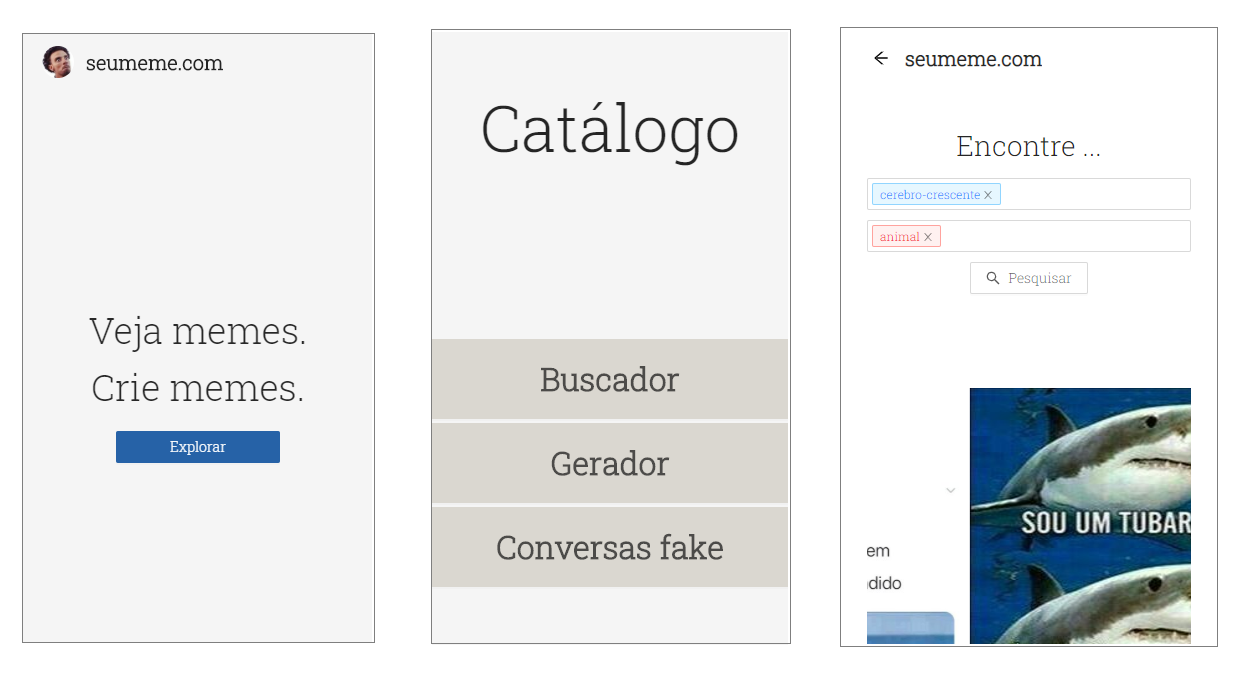 seumeme.com
Veja memes.
Crie memes.
Explorar
Catálogo
Buscador
Gerador
Conversas fake
seumeme.com
Encontre ...
cerebro-crescente
animal
Pesquisar
SOU UM TUBAR
em
dido